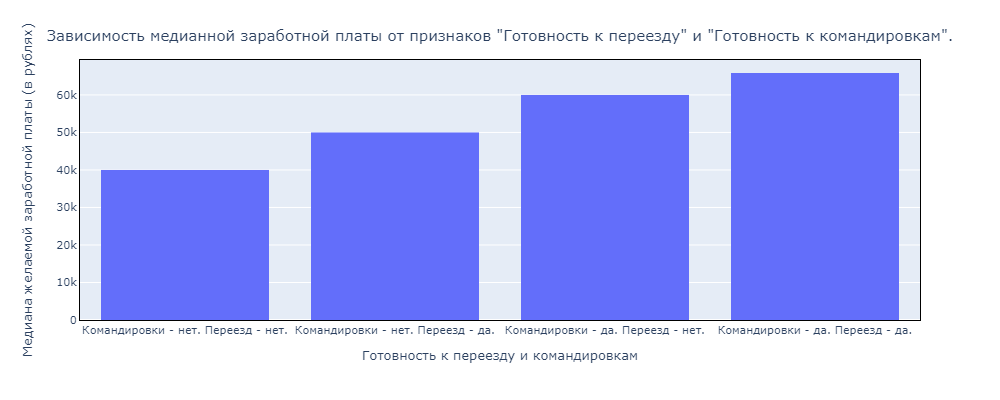 Зависимость медианной заработной платы от признаков "Готовность к переезду" и "Готовность к командировкам".
Медиана желаемой заработной платы (в рублях)
60k
50k
40k
30k
20k
10k
0
Командировки - нет. Переезд - нет.
Командировки - нет. Переезд - да.
Командировки - да. Переезд - нет.
Командировки - да. Переезд - да.
Готовность к переезду и командировкам